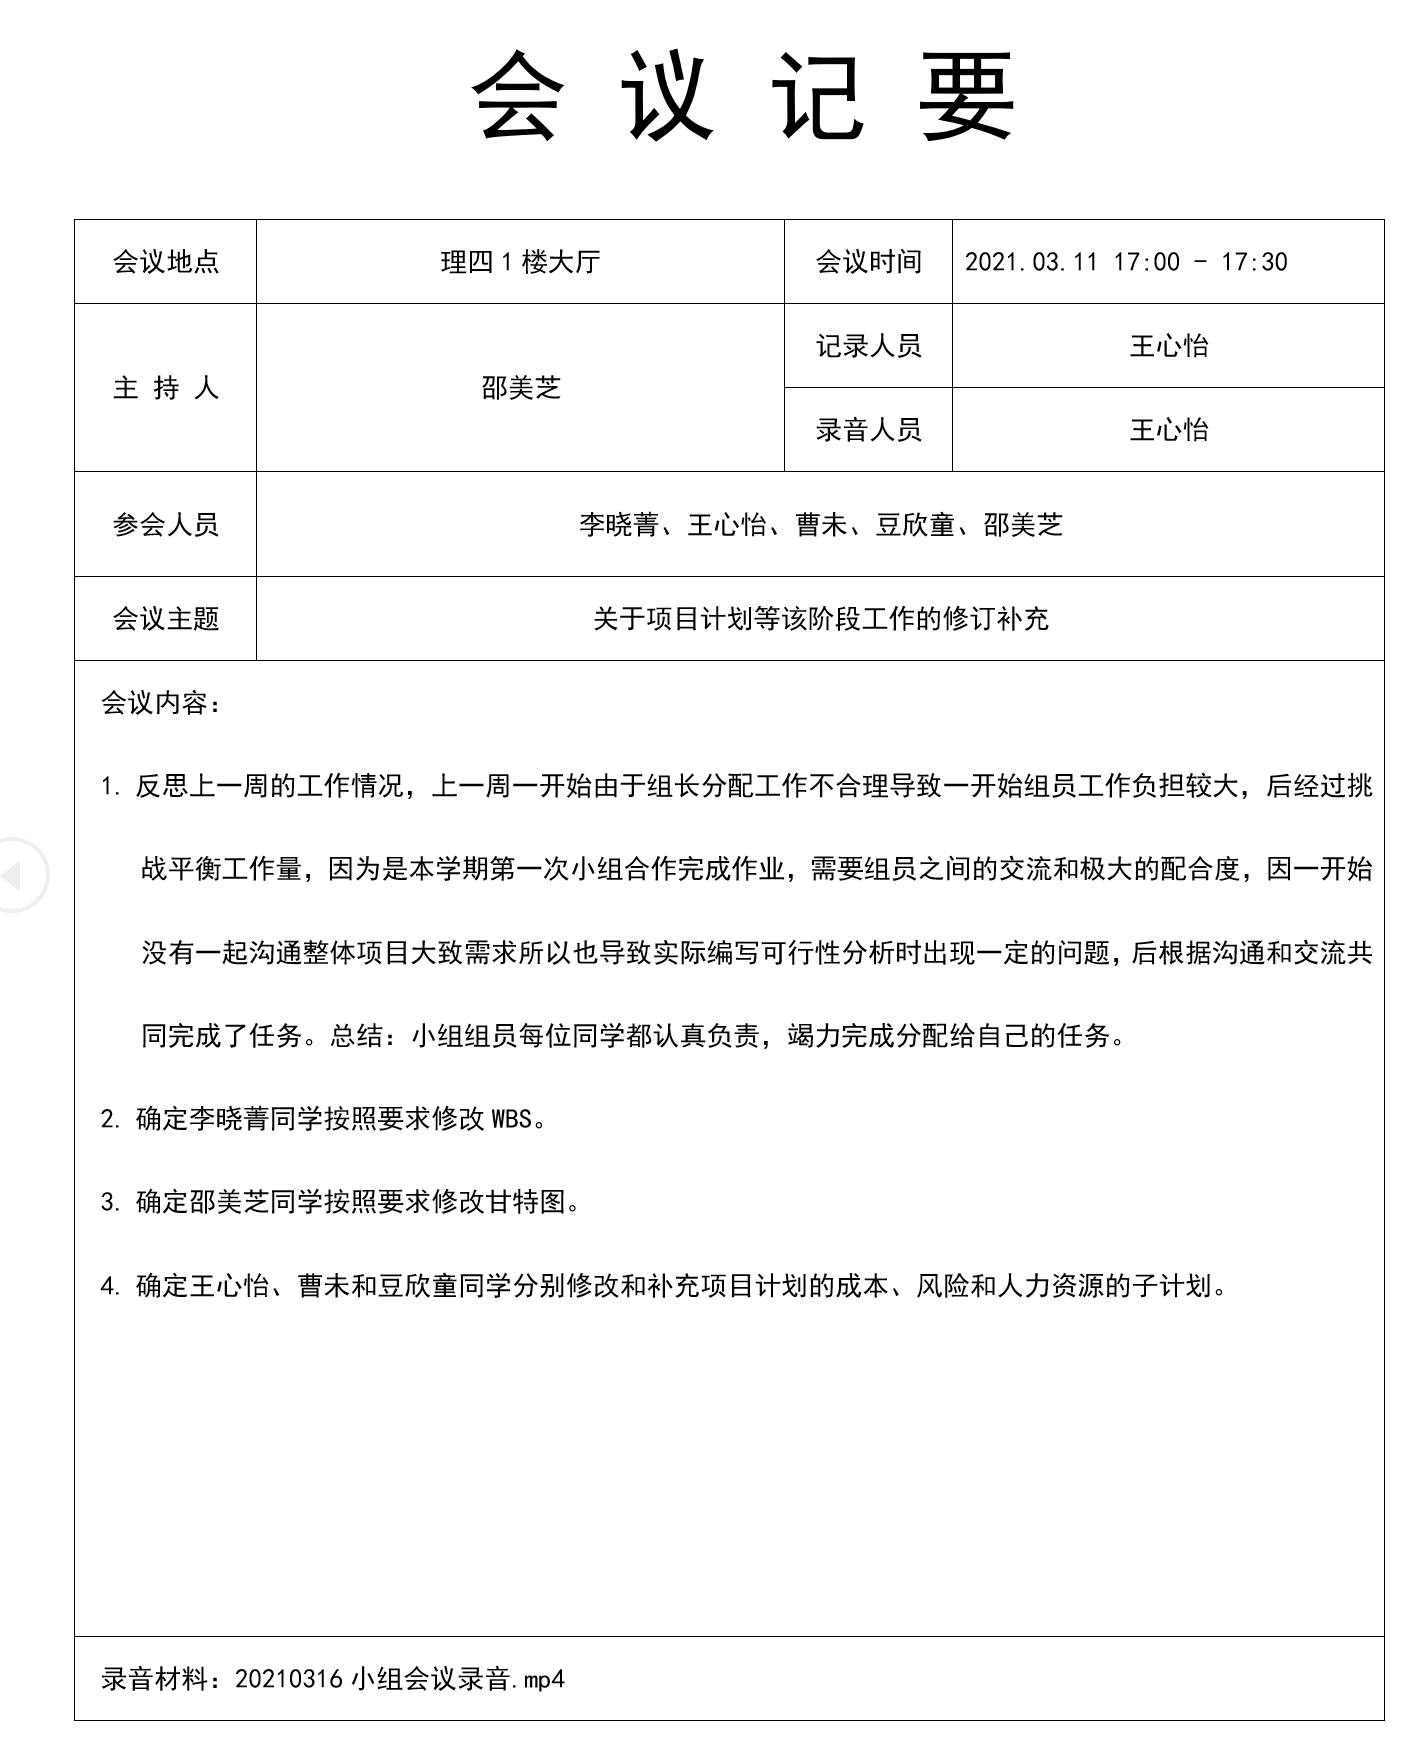 会 议 记 要
会议地点 理四 1 楼大厅 会议时间 2021.03.11 17:00 - 17:30
主 持 人 邵美芝 记录人员 王心怡
录音人员 王心怡
参会人员 李晓菁、王心怡、曹未、豆欣童、邵美芝
会议主题 关于项目计划等该阶段工作的修订补充
会议内容：
1. 反思上一周的工作情况，上一周一开始由于组长分配工作不合理导致一开始组员工作负担较大，后经过挑
战平衡工作量，因为是本学期第一次小组合作完成作业，需要组员之间的交流和极大的配合度，因一开始
没有一起沟通整体项目大致需求所以也导致实际编写可行性分析时出现一定的问题，后根据沟通和交流共
同完成了任务。总结：小组组员每位同学都认真负责，竭力完成分配给自己的任务。
2. 确定李晓菁同学按照要求修改 WBS。
3. 确定邵美芝同学按照要求修改甘特图。
4. 确定王心怡、曹未和豆欣童同学分别修改和补充项目计划的成本、风险和人力资源的子计划。
录音材料：20210316 小组会议录音.mp4